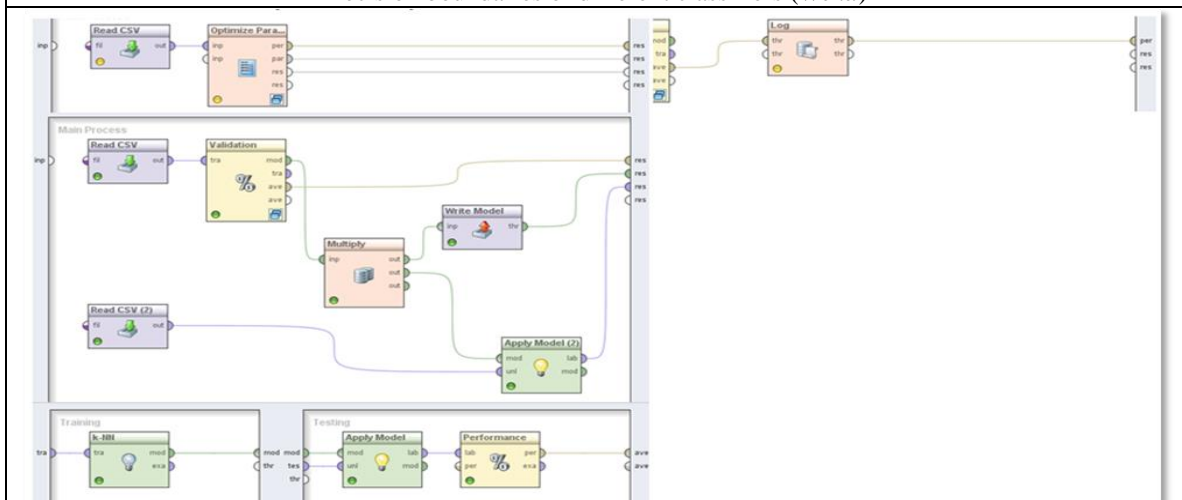 Read CSV
Optimize Para...
Log
inp
fil
out
inp
per
res
inp
par
res
res
res
res
res
nod
tra
ave
ave
thr
thr
thr
thr
per
res
res
Main Process
Read CSV
Validation
inp
fil
out
tra
mod
res
tra
res
ave
res
ave
res
Write Model
inp
thr
Multiply
inp
out
out
out
Read CSV (2)
fil
out
Apply Model (2)
mod
lab
unl
mod
Training
Testing
k-NN
Apply Model
Performance
tra
tra
mod
mod
mod
mod
lab
lab
per
ave
exa
thr
tes
unl
mod
per
exa
ave
thr